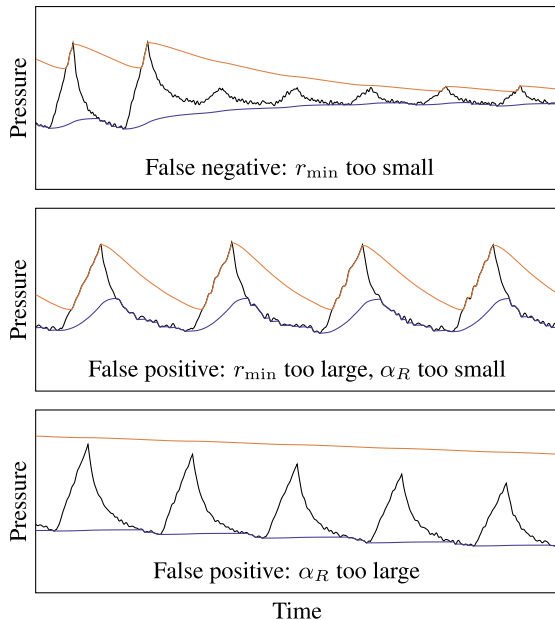 Pressure
False negative: r_min too small
Pressure
False positive: r_min too large, α_R too small
Pressure
False positive: α_R too large
Time